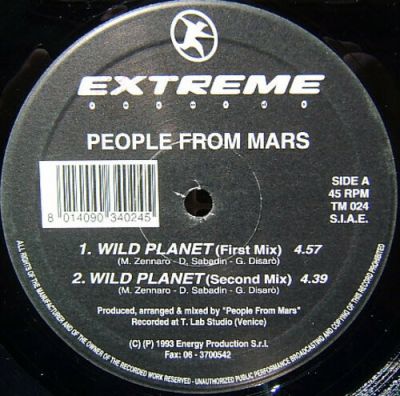 EXTREME
PEOPLE FROM MARS
SIDE A
45 RPM
TM 024
S.I.A.E.
8 014090 340245
1. WILD PLANET (First Mix) 4.57
(M. Zennaro - D. Sabadin - G. Disarò)
2. WILD PLANET (Second Mix) 4.39
(M. Zennaro - D. Sabadin - G. Disarò)
Produced, arranged & mixed by "People From Mars"
Recorded at T. Lab Studio (Venice)
(C) (P) 1993 Energy Production S.r.l.
Fax: 06 - 3700542
ALL RIGHTS OF THE MANUFACTURER AND OF THE OWNER OF THE RECORDED WORK RESERVED - UNAUTHORIZED PUBLIC PERFORMANCE BROADCASTING AND COPYING OF THIS RECORD PROHIBITED